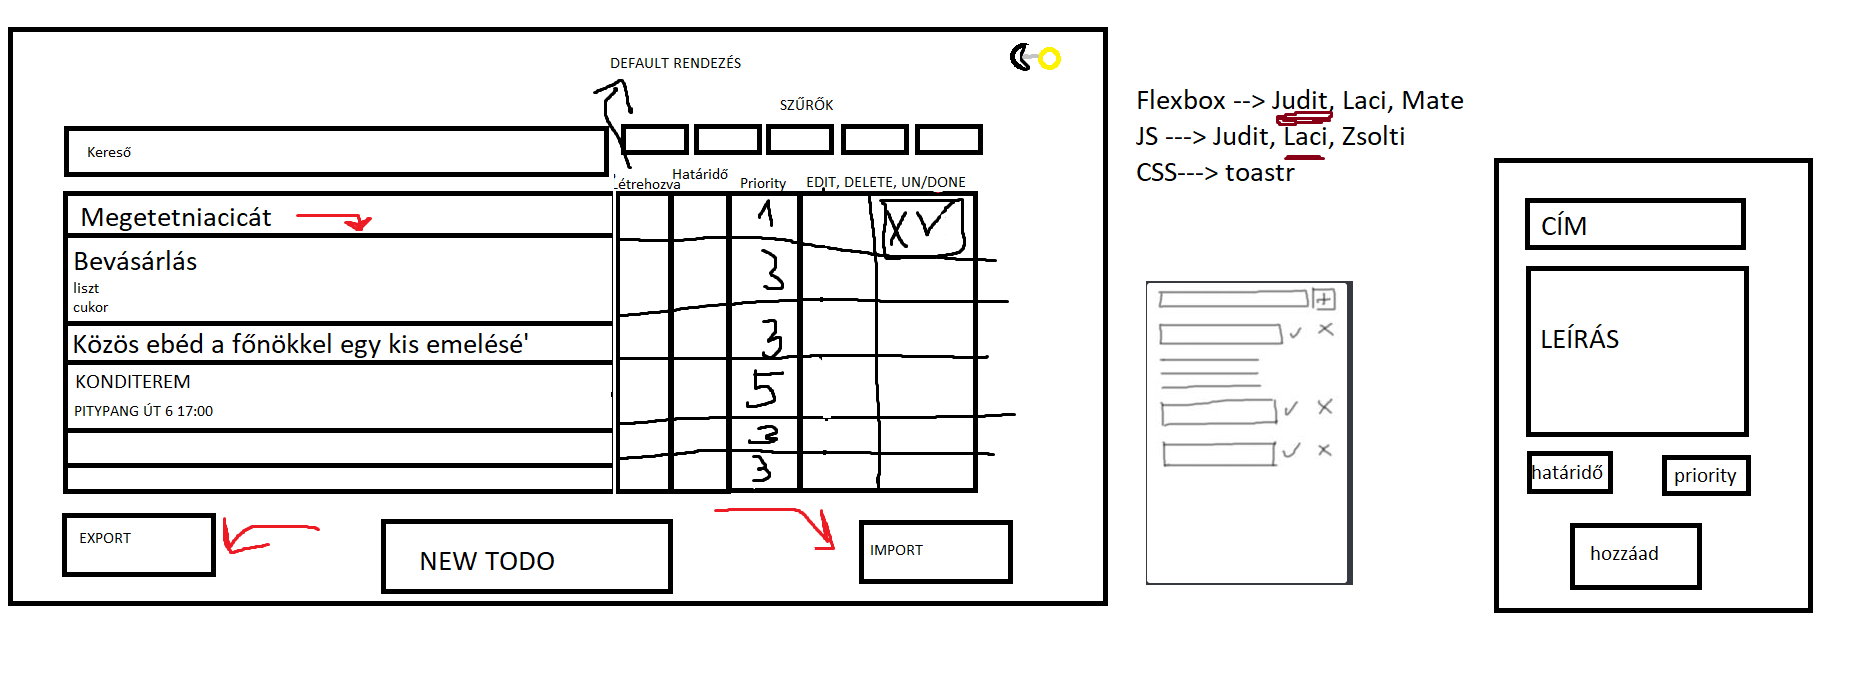 DEFAULT RENDEZÉS
SZŰRŐK
Kereső
Létrehozva
Határidő
Priority
EDIT, DELETE, UN/DONE
Megetetniacicát
1
X V
Bevásárlás
liszt
cukor
3
Közös ebéd a főnökkel egy kis emelésé'
3
KONDITEREM
PITYPANG ÚT 6 17:00
5
3
3
EXPORT
NEW TODO
IMPORT
Flexbox --> Judit, Laci, Mate
JS ---> Judit, Laci, Zsolti
CSS---> toastr
CÍM
LEÍRÁS
határidő
priority
hozzáad